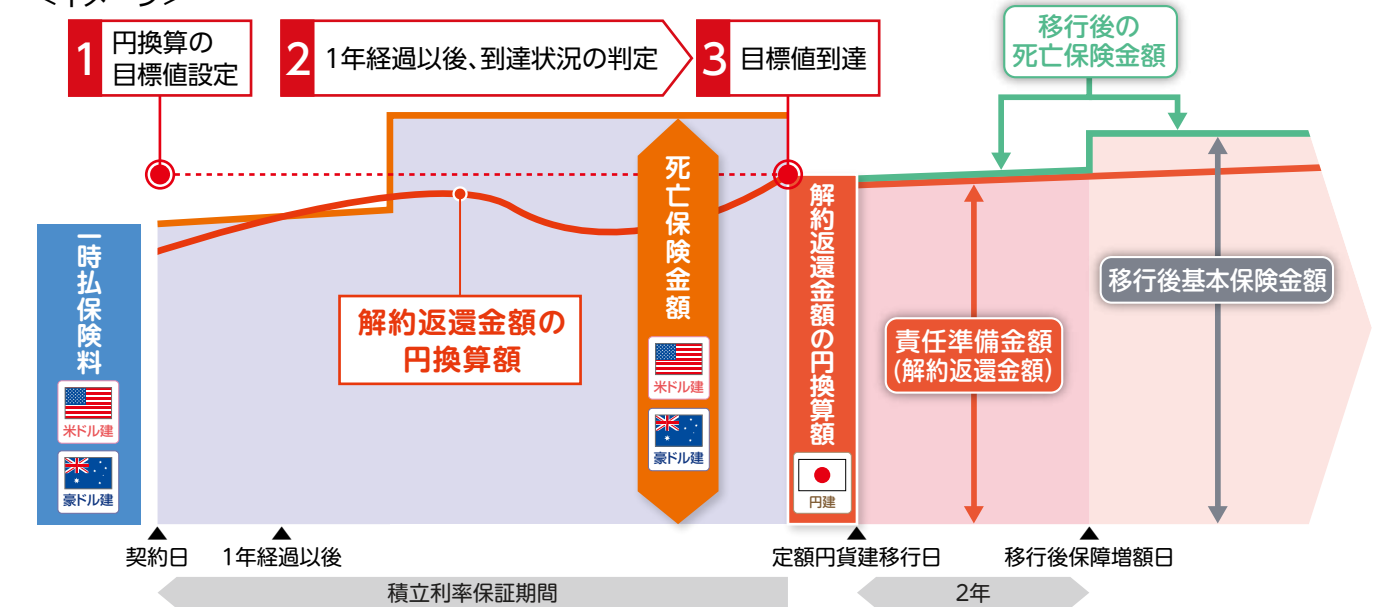 <イメージ>
1 円換算の
目標値設定
2 1年経過以後、到達状況の判定
3 目標値到達
移行後の
死亡保険金額
一時払保険料
米ドル建
豪ドル建
解約返還金額の
円換算額
死亡保険金額
米ドル建
豪ドル建
解約返還金額の円換算額
円建
責任準備金額
(解約返還金額)
移行後基本保険金額
契約日
1年経過以後
定額円貨建移行日
移行後保障増額日
積立利率保証期間
2年